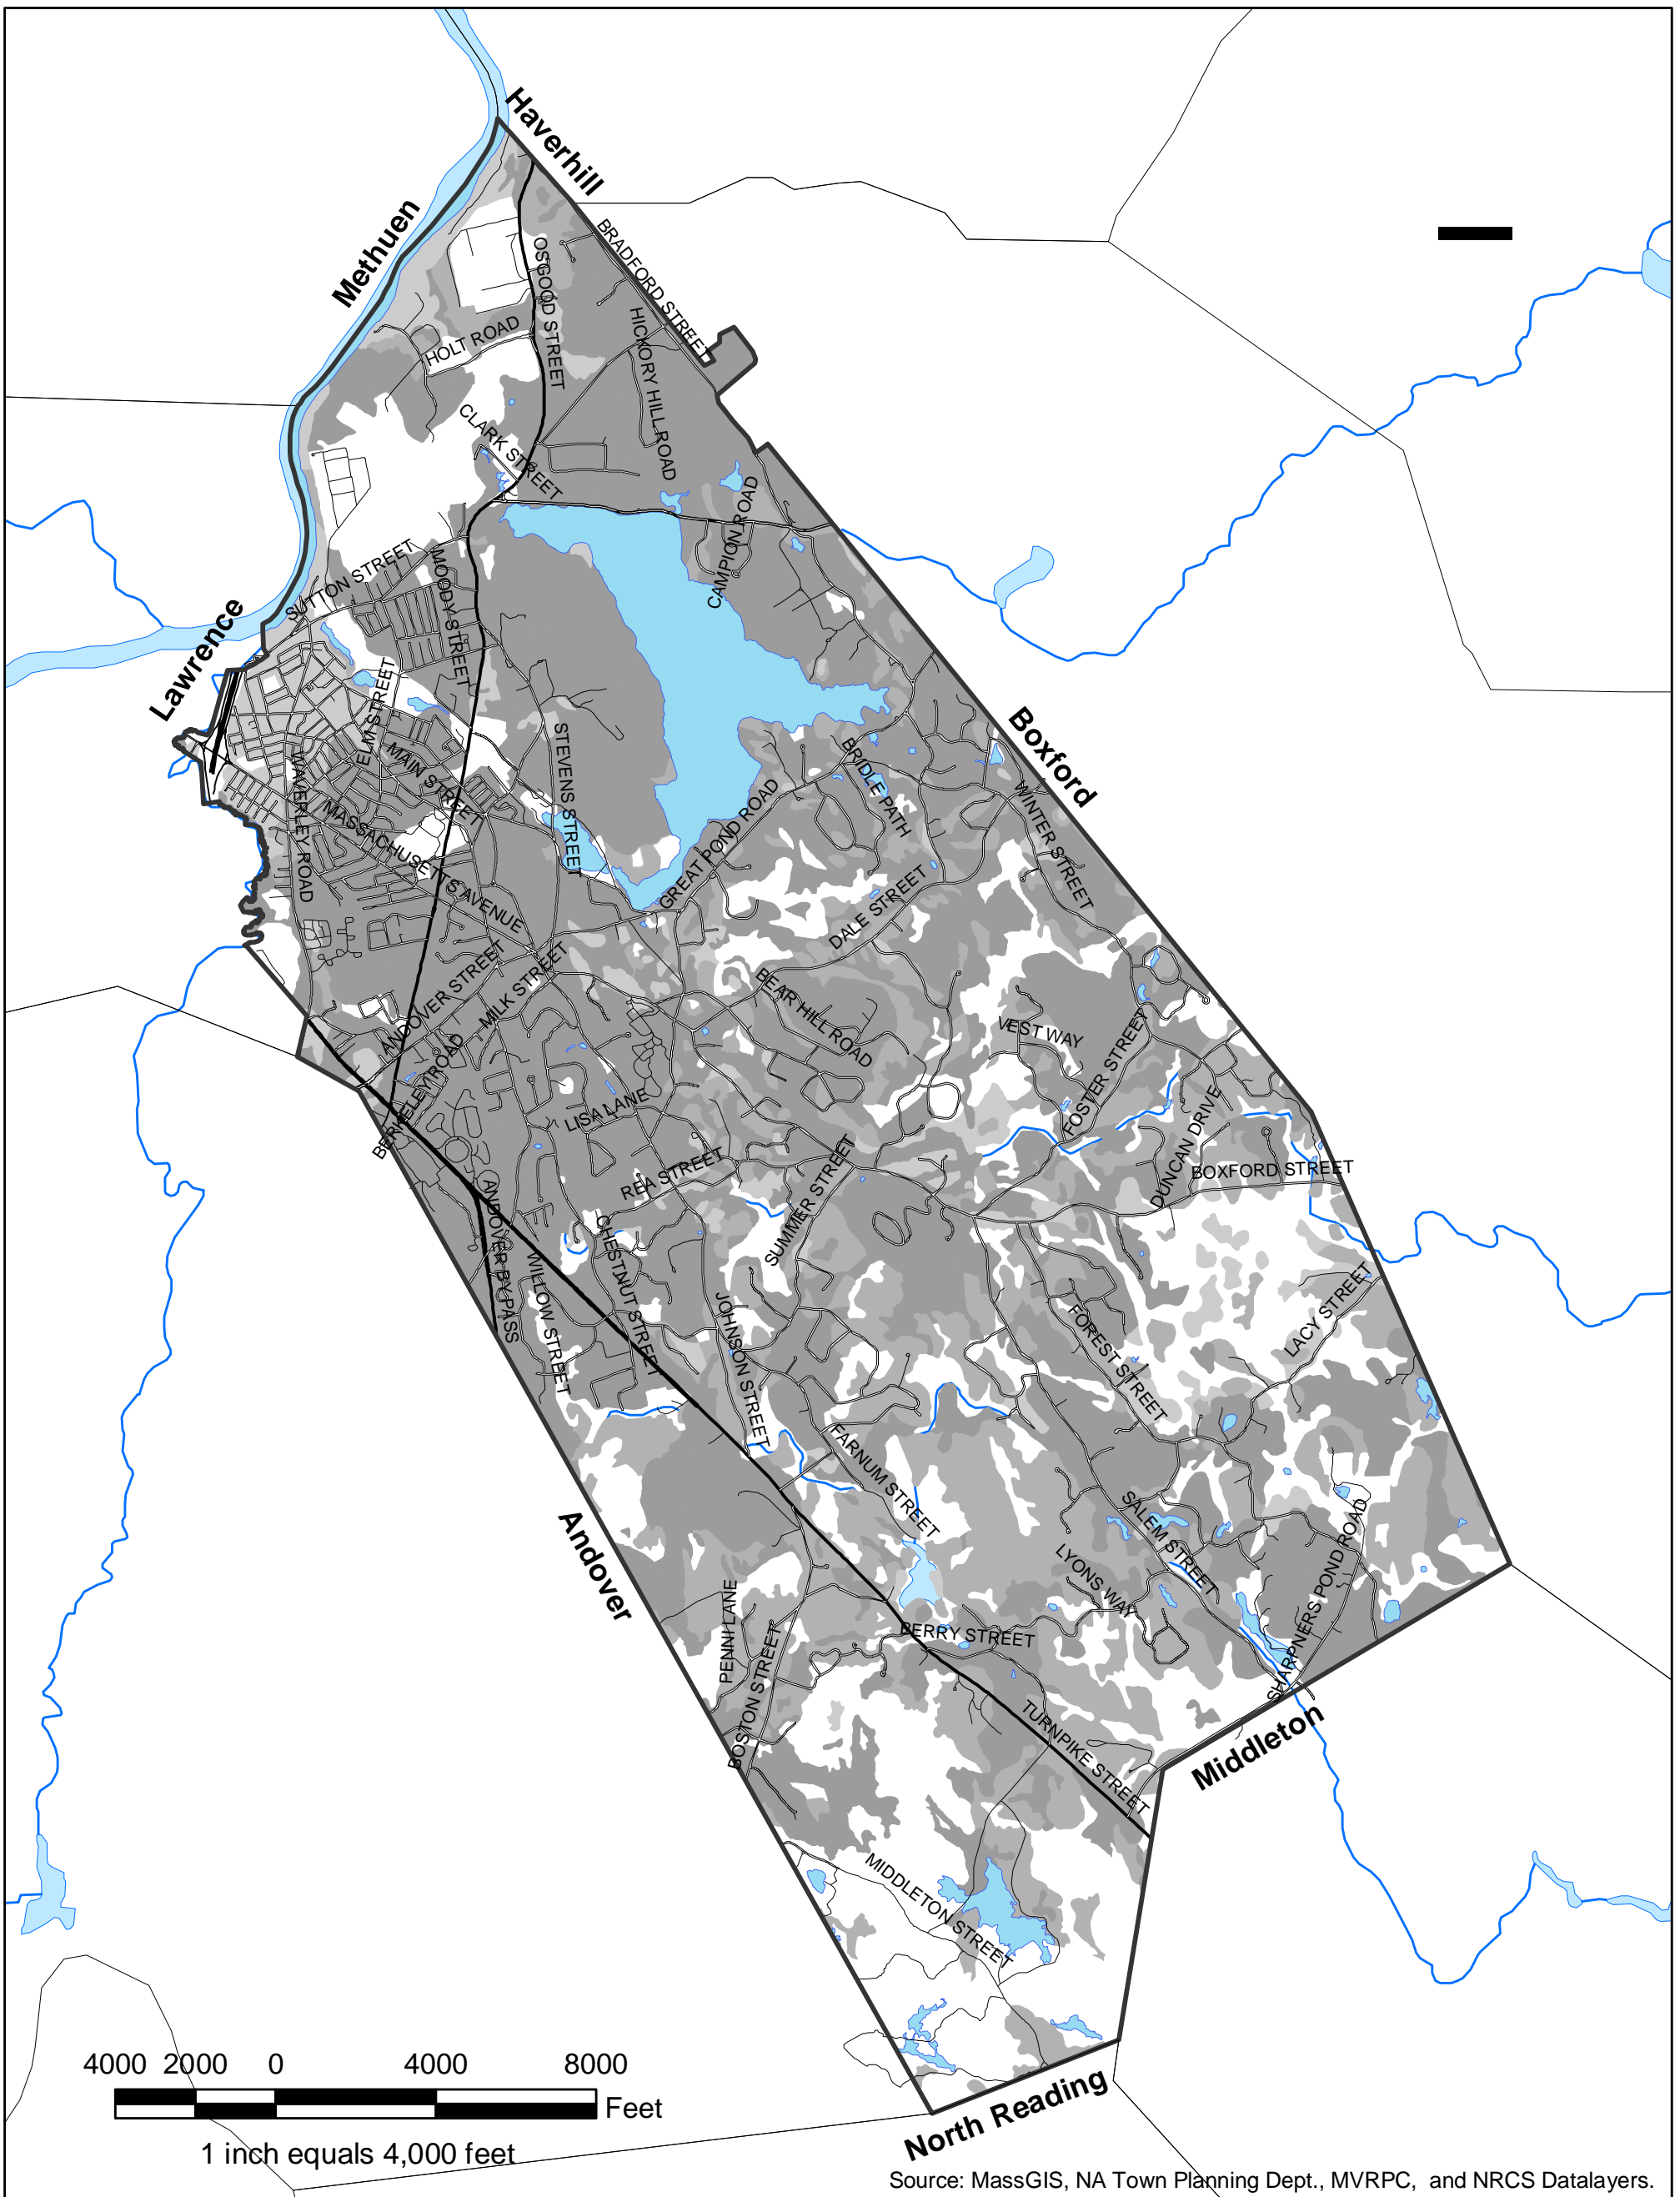 Haverhill
Methuen
BRADFORD STREET
OSGOOD STREET
HICKORY HILL ROAD
HOLT ROAD
CLARK STREET
CAMPION ROAD
SUTTON STREET
MOODY STREET
Lawrence
ELM STREET
STEVENS STREET
Boxford
WAVERLEY ROAD
MAIN STREET
BRIDLE PATH
MASSACHUSETTS AVENUE
GREAT POND ROAD
WINTER STREET
DALE STREET
ANDOVER STREET
MILK STREET
BEAR HILL ROAD
VEST WAY
FOSTER STREET
BERKELEY ROAD
LISA LANE
DUNCAN DRIVE
REA STREET
BOXFORD STREET
SUMMER STREET
ANDOVER BY-PASS
CHESTNUT STREET
WILLOW STREET
JOHNSON STREET
LACY STREET
FOREST STREET
FARNUM STREET
SALEM STREET
Andover
SHARPNERS POND ROAD
LYONS WAY
PENNI LANE
BERRY STREET
BOSTON STREET
TURNPIKE STREET
Middleton
MIDDLETON STREET
4000 2000 0 4000 8000
Feet
1 inch equals 4,000 feet
North Reading
Source: MassGIS, NA Town Planning Dept., MVRPC, and NRCS Datalayers.